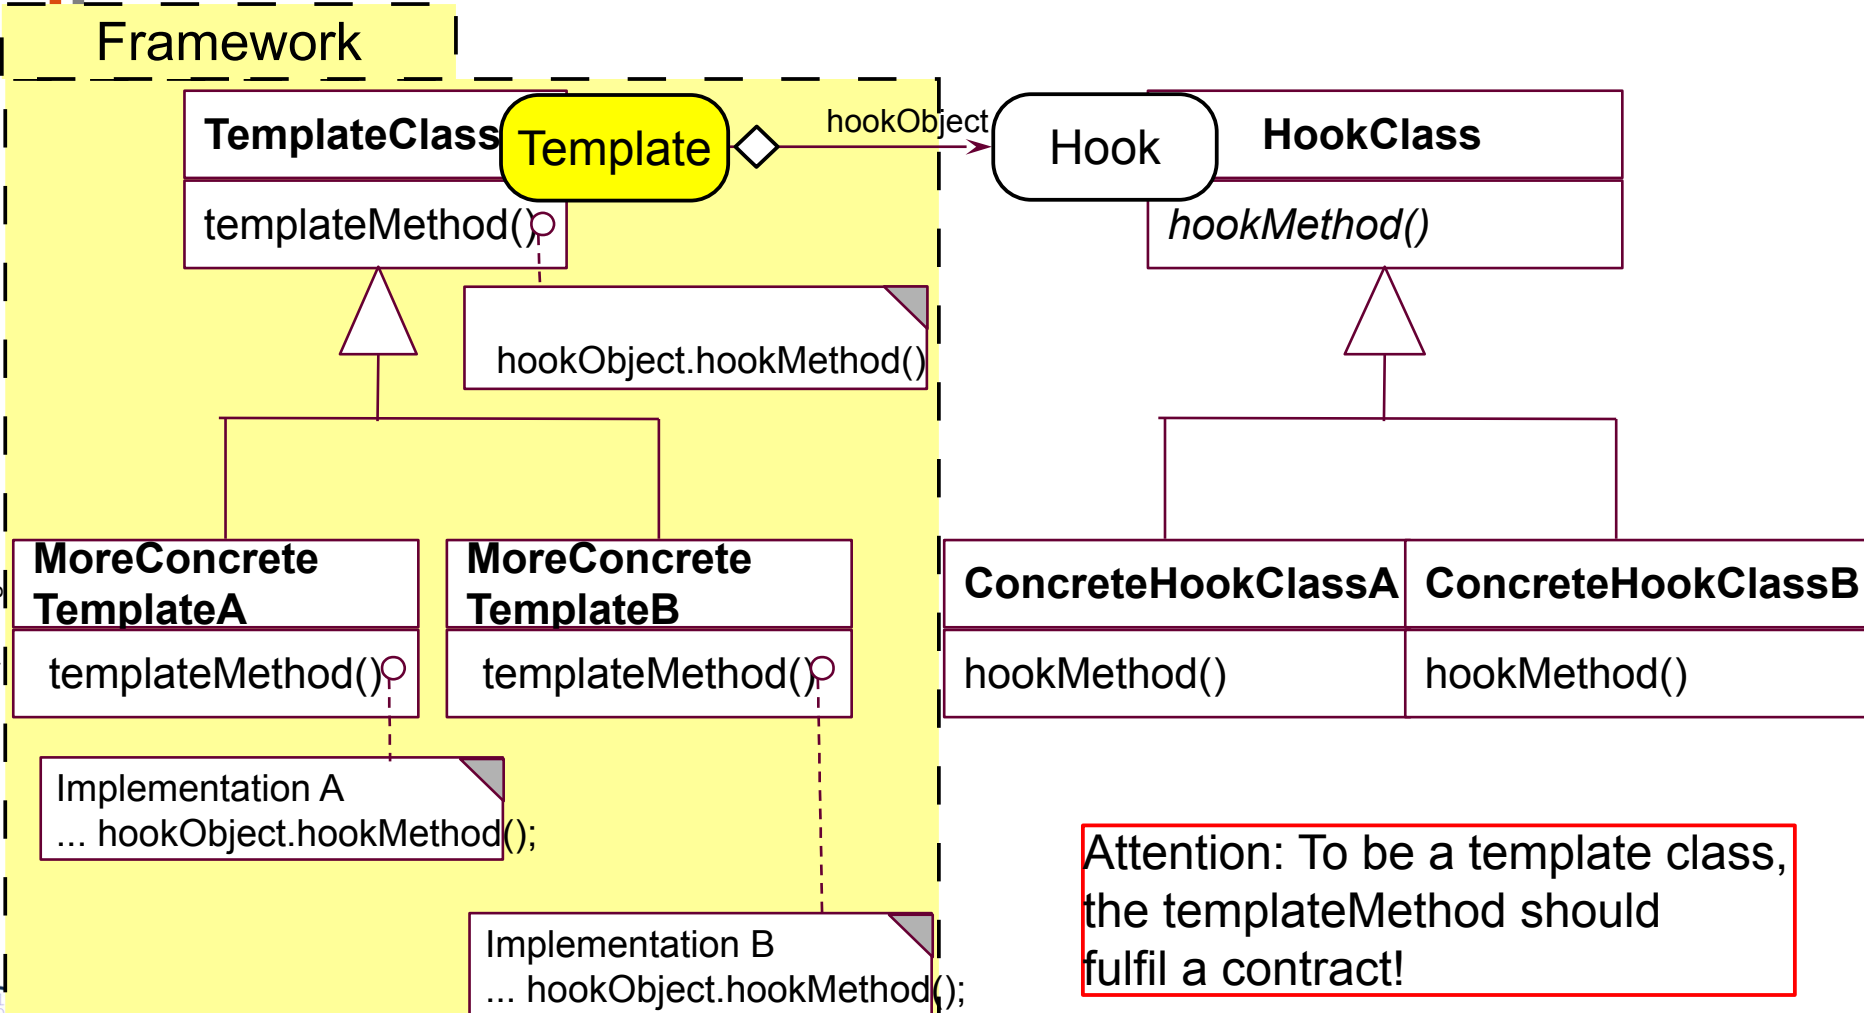 Framework
TemplateClass
Template
hookObject
Hook
HookClass
templateMethod()
hookMethod()
hookObject.hookMethod()
MoreConcrete
TemplateA
MoreConcrete
TemplateB
ConcreteHookClassA
ConcreteHookClassB
templateMethod()
templateMethod()
hookMethod()
hookMethod()
Implementation A
... hookObject.hookMethod();
Attention: To be a template class,
the templateMethod should
fulfil a contract!
Implementation B
... hookObject.hookMethod();